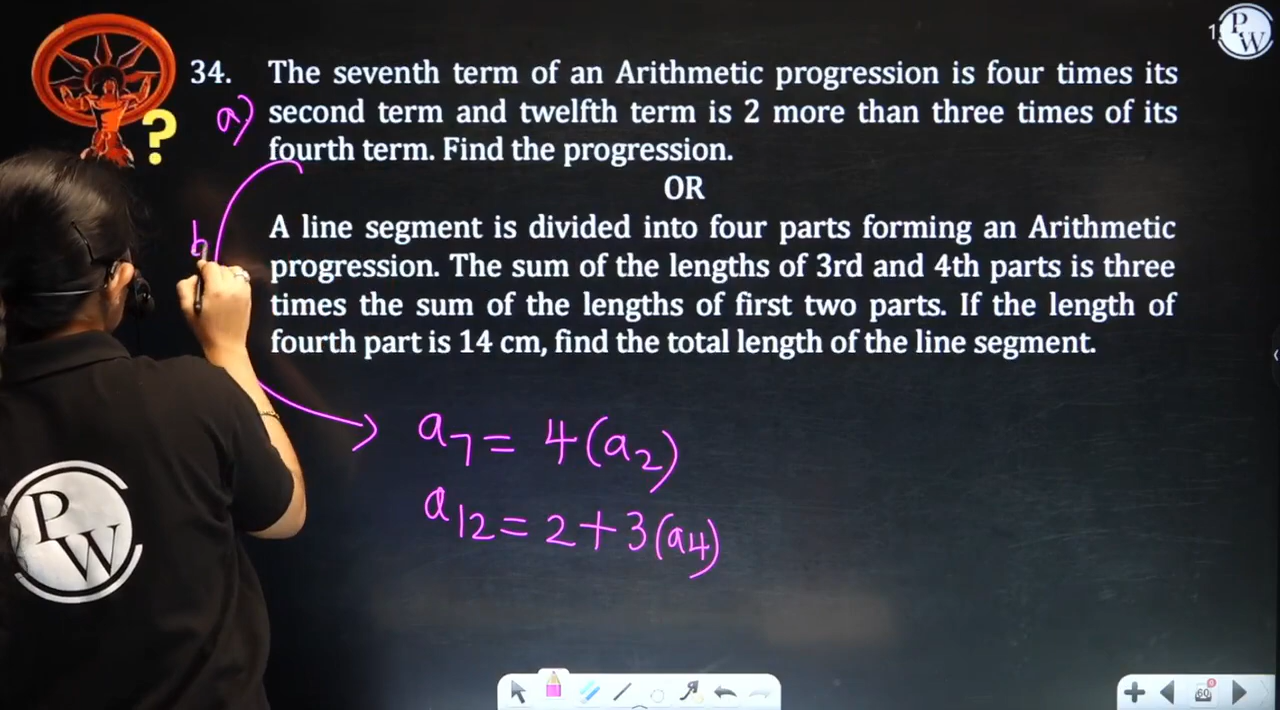 34. The seventh term of an Arithmetic progression is four times its
a) second term and twelfth term is 2 more than three times of its
fourth term. Find the progression.
OR
b A line segment is divided into four parts forming an Arithmetic
progression. The sum of the lengths of 3rd and 4th parts is three
times the sum of the lengths of first two parts. If the length of
fourth part is 14 cm, find the total length of the line segment.
a7 = 4(a2)
a12 = 2+3(a4)
?
PW
PW
60